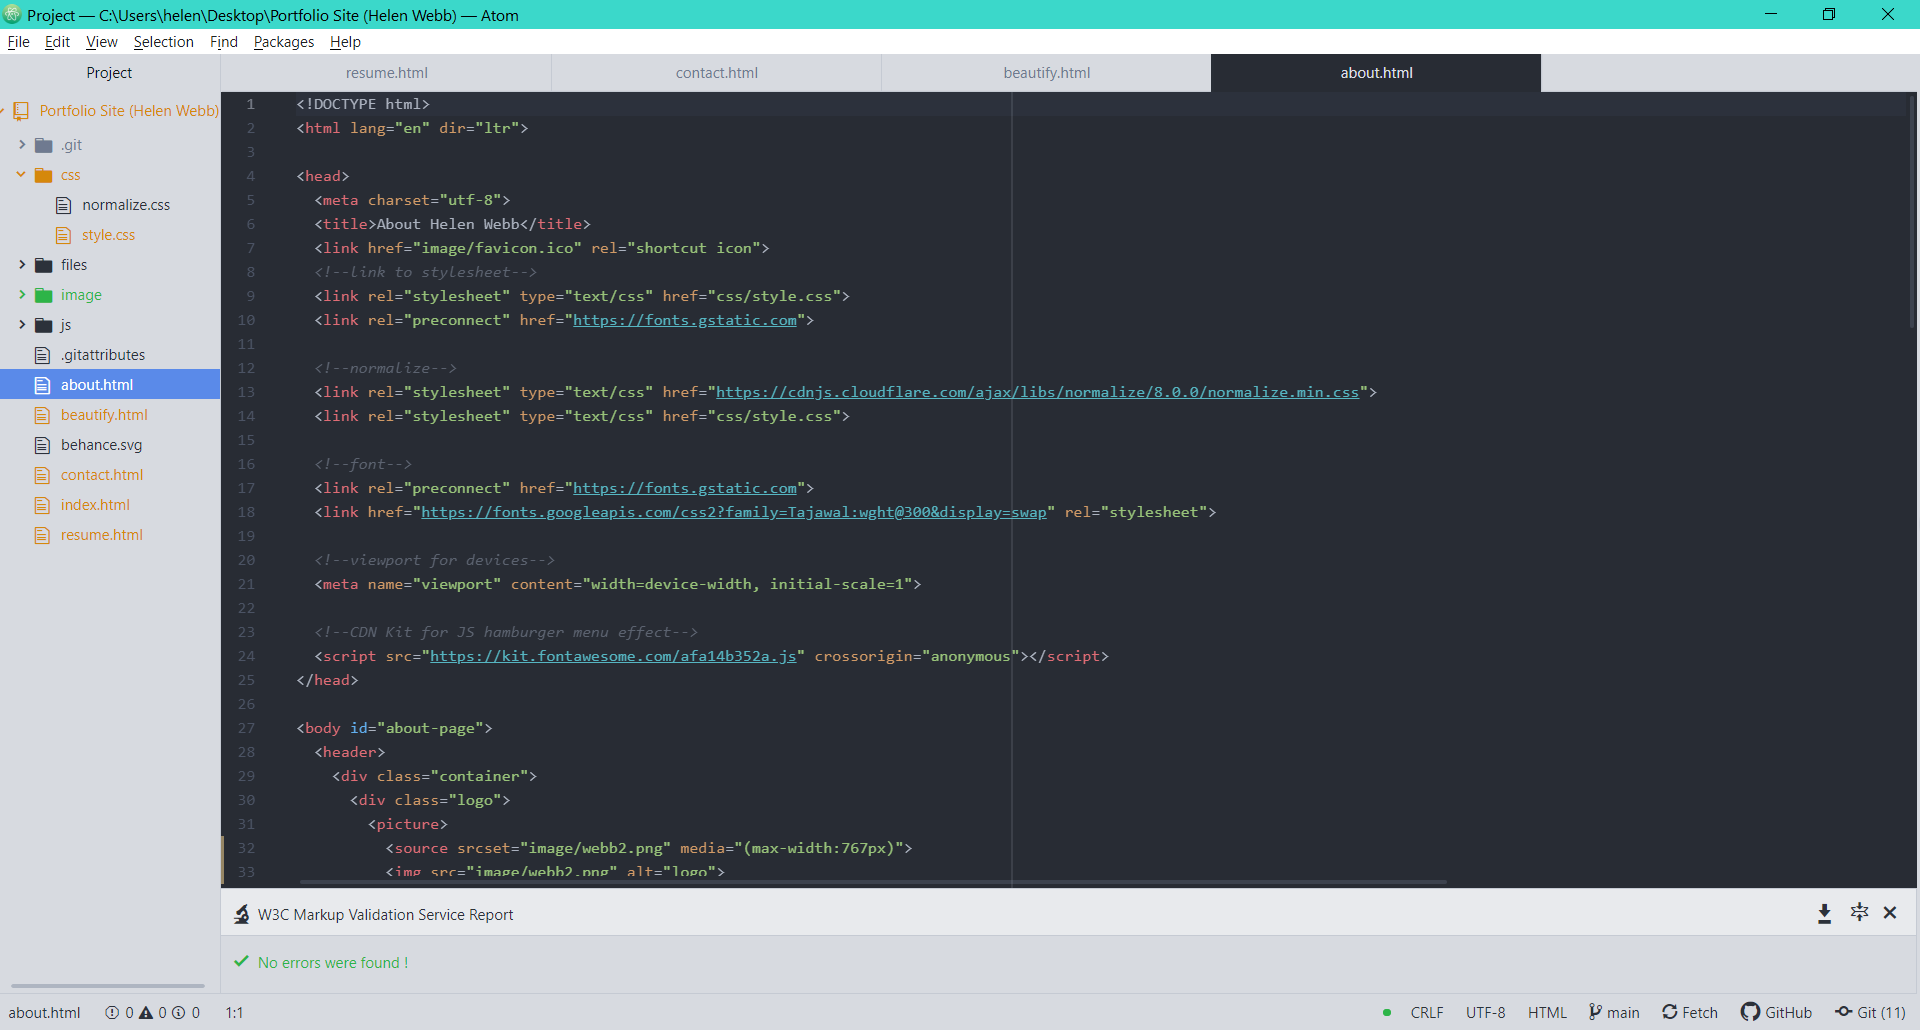 Project — C:\Users\helen\Desktop\Portfolio Site (Helen Webb) — Atom
File Edit View Selection Find Packages Help
Project
Portfolio Site (Helen Webb)
.git
css
normalize.css
style.css
files
image
js
.gitattributes
about.html
beautify.html
behance.svg
contact.html
index.html
resume.html
resume.html contact.html beautify.html about.html
1 <!DOCTYPE html>
2 <html lang="en" dir="ltr">
3
4 <head>
5 <meta charset="utf-8">
6 <title>About Helen Webb</title>
7 <link href="image/favicon.ico" rel="shortcut icon">
8 <!--link to stylesheet-->
9 <link rel="stylesheet" type="text/css" href="css/style.css">
10 <link rel="preconnect" href="https://fonts.gstatic.com">
11
12 <!--normalize-->
13 <link rel="stylesheet" type="text/css" href="https://cdnjs.cloudflare.com/ajax/libs/normalize/8.0.0/normalize.min.css">
14 <link rel="stylesheet" type="text/css" href="css/style.css">
15
16 <!--font-->
17 <link rel="preconnect" href="https://fonts.gstatic.com">
18 <link href="https://fonts.googleapis.com/css2?family=Tajawal:wght@300&display=swap" rel="stylesheet">
19
20 <!--viewport for devices-->
21 <meta name="viewport" content="width=device-width, initial-scale=1">
22
23 <!--CDN Kit for JS hamburger menu effect-->
24 <script src="https://kit.fontawesome.com/afa14b352a.js" crossorigin="anonymous"></script>
25 </head>
26
27 <body id="about-page">
28 <header>
29 <div class="container">
30 <div class="logo">
31 <picture>
32 <source srcset="image/webb2.png" media="(max-width:767px)">
33 <img src="image/webb2.png" alt="logo">
W3C Markup Validation Service Report
No errors were found !
about.html 0 0 0 1:1 CRLF UTF-8 HTML main Fetch GitHub Git (11)